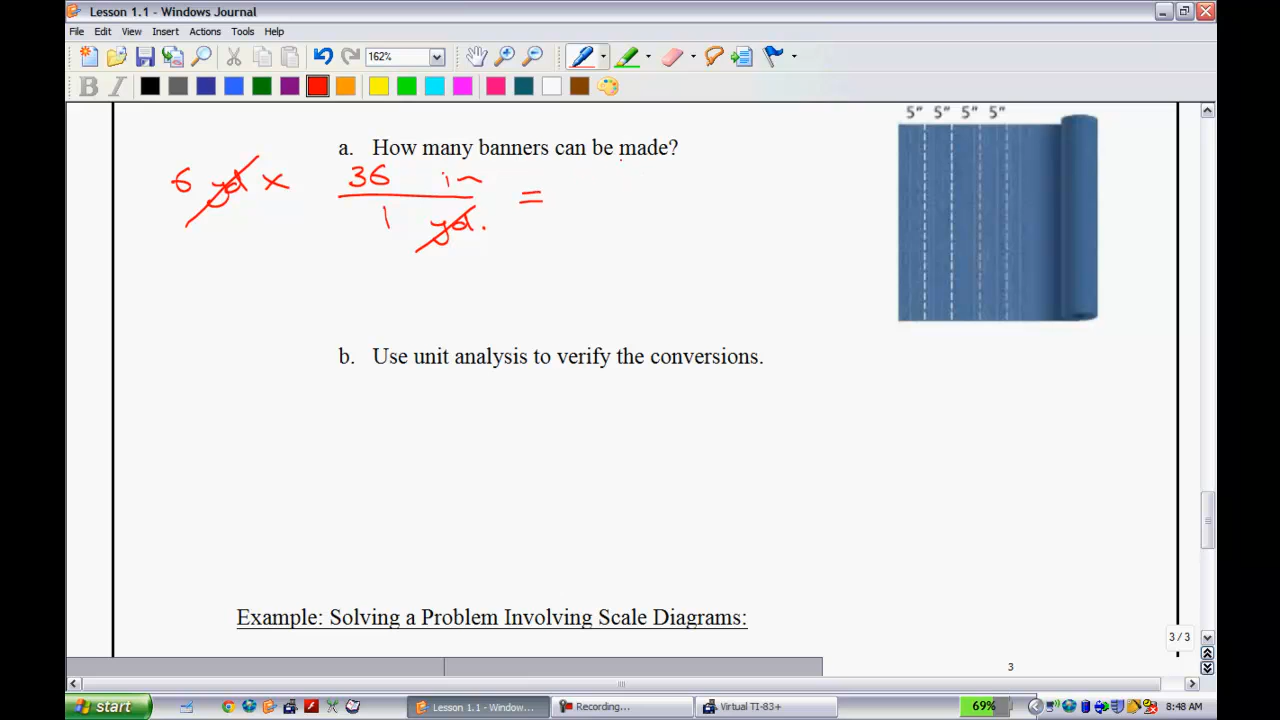 Lesson 1.1 - Windows Journal
File Edit View Insert Actions Tools Help
162%
B I
5" 5" 5" 5"
a. How many banners can be made?
6 yd x 36 in =
1 yd.
b. Use unit analysis to verify the conversions.
Example: Solving a Problem Involving Scale Diagrams:
3 / 3
3
start Lesson 1.1 - Window... Recording... Virtual TI-83+ 69% 8:48 AM